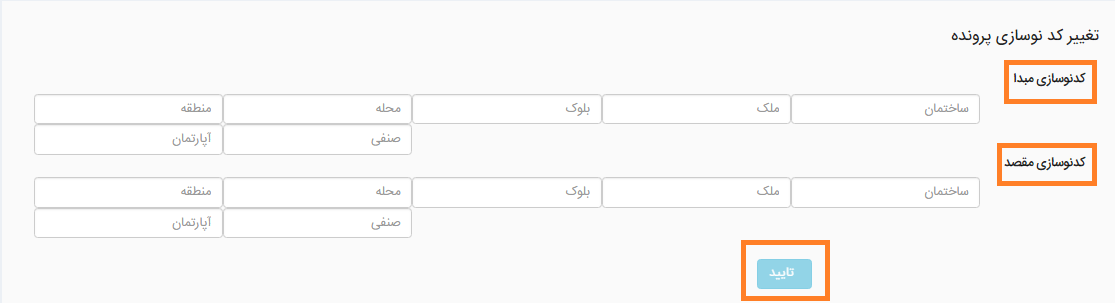 تغییر کد نوسازی پرونده
کدنوسازی مبدا
ساختمان ملک بلوک محله منطقه
صنفی آپارتمان
کدنوسازی مقصد
ساختمان ملک بلوک محله منطقه
صنفی آپارتمان
تایید